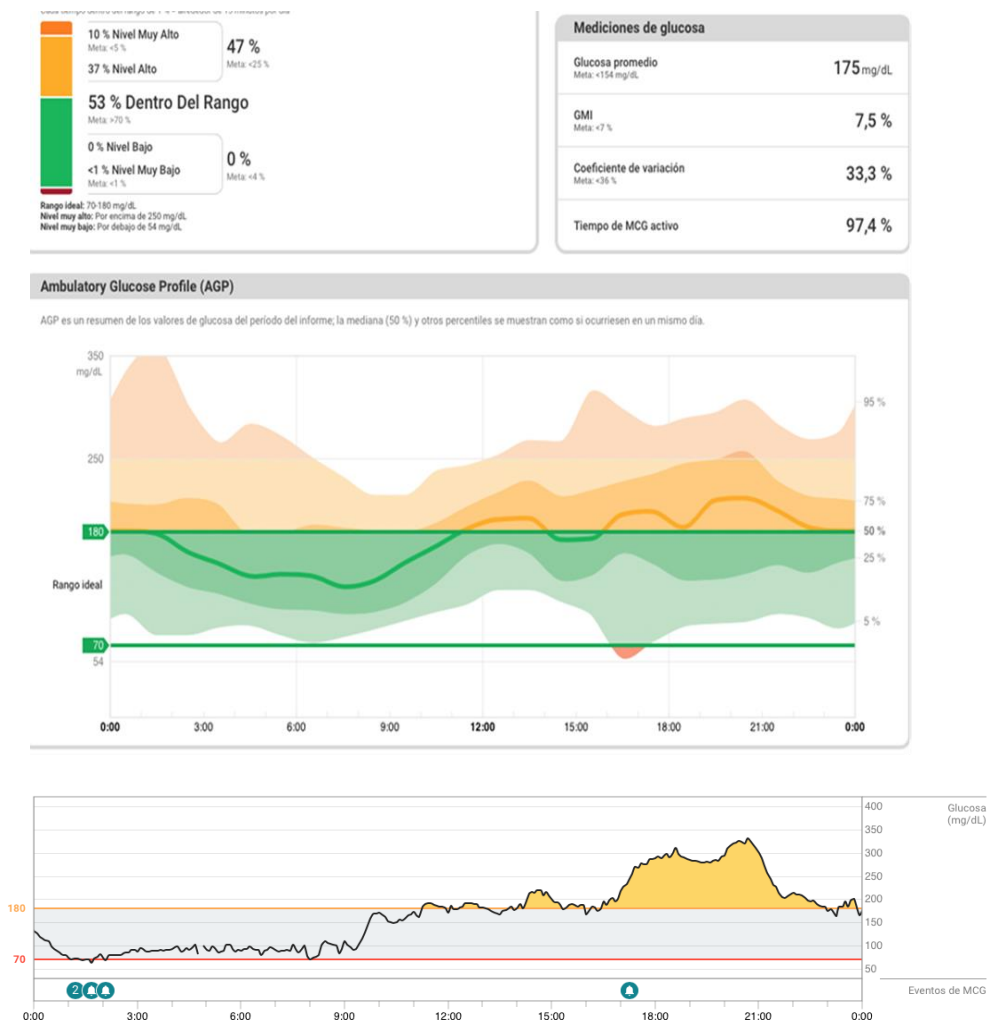 10 % Nivel Muy Alto
Meta: <5 %
47 %
Meta: <25 %
37 % Nivel Alto
53 % Dentro Del Rango
Meta: >70 %
0 % Nivel Bajo
0 %
Meta: <4 %
<1 % Nivel Muy Bajo
Meta: <1 %
Rango ideal: 70-180 mg/dL
Nivel muy alto: Por encima de 250 mg/dL
Nivel muy bajo: Por debajo de 54 mg/dL
Mediciones de glucosa
Glucosa promedio
Meta: <154 mg/dL
175 mg/dL
GMI
Meta: <7 %
7,5 %
Coeficiente de variación
Meta: <36 %
33,3 %
Tiempo de MCG activo
97,4 %
Ambulatory Glucose Profile (AGP)
AGP es un resumen de los valores de glucosa del período del informe; la mediana (50 %) y otros percentiles se muestran como si ocurriesen en un mismo día.
350
mg/dL
250
180
Rango ideal
70
54
95 %
75 %
50 %
25 %
5 %
0:00 3:00 6:00 9:00 12:00 15:00 18:00 21:00 0:00
400
350
300
250
200
150
100
50
Glucosa
(mg/dL)
180
70
2
Eventos de MCG
0:00 3:00 6:00 9:00 12:00 15:00 18:00 21:00 0:00